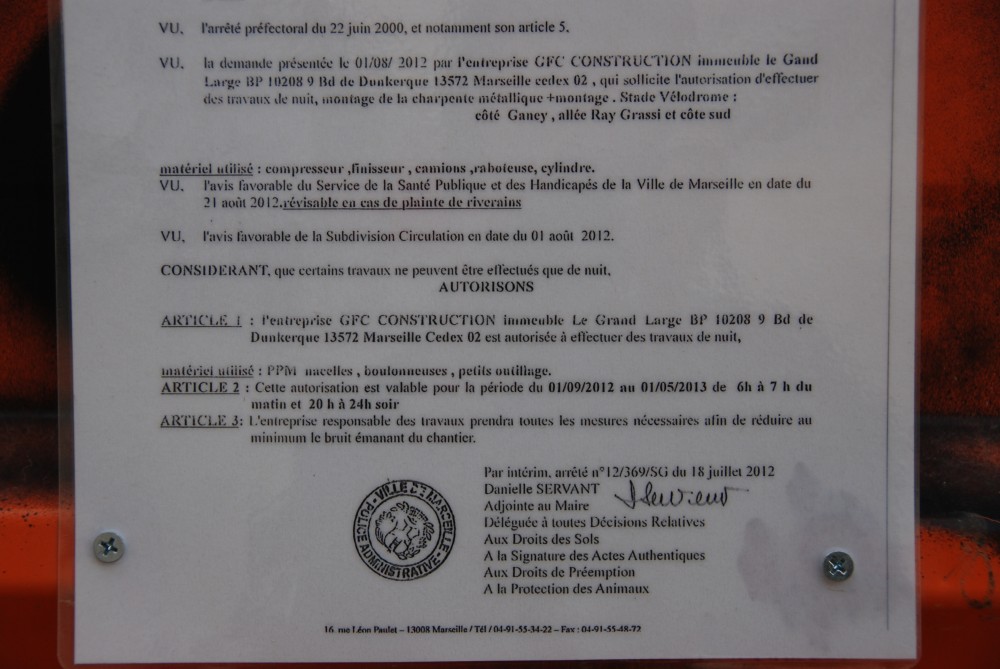 VU, l'arrêté préfectoral du 22 juin 2000, et notamment son article 5.
VU, la demande présentée le 01/08/ 2012 par l'entreprise GFC CONSTRUCTION immeuble le Gand
Large BP 10208 9 Bd de Dunkerque 13572 Marseille cedex 02 , qui sollicite l'autorisation d'effectuer
des travaux de nuit, montage de la charpente métallique +montage . Stade Vélodrome :
côté Ganey , allée Ray Grassi et côte sud
matériel utilisé : compresseur ,finisseur , camions ,raboteuse, cylindre.
VU, l'avis favorable du Service de la Santé Publique et des Handicapés de la Ville de Marseille en date du
21 août 2012.révisable en cas de plainte de riverains
VU, l'avis favorable de la Subdivision Circulation en date du 01 août 2012.
CONSIDERANT, que certains travaux ne peuvent être effectués que de nuit,
AUTORISONS
ARTICLE 1 : l'entreprise GFC CONSTRUCTION immeuble Le Grand Large BP 10208 9 Bd de
Dunkerque 13572 Marseille Cedex 02 est autorisée à effectuer des travaux de nuit,
matériel utilisé : PPM nacelles , boulonneuses , petits outillage.
ARTICLE 2 : Cette autorisation est valable pour la période du 01/09/2012 au 01/05/2013 de 6h à 7 h du
matin et 20 h à 24h soir
ARTICLE 3: L'entreprise responsable des travaux prendra toutes les mesures nécessaires afin de réduire au
minimum le bruit émanant du chantier.
Par intérim, arrêté n°12/369/SG du 18 juillet 2012
Danielle SERVANT
Adjointe au Maire
Déléguée à toutes Décisions Relatives
Aux Droits des Sols
A la Signature des Actes Authentiques
Aux Droits de Préemption
A la Protection des Animaux
VILLE DE MARSEILLE
POLICE ADMINISTRATIVE
16, rue Léon Paulet – 13008 Marseille / Tél / 04-91-55-34-22 – Fax : 04-91-55-48-72